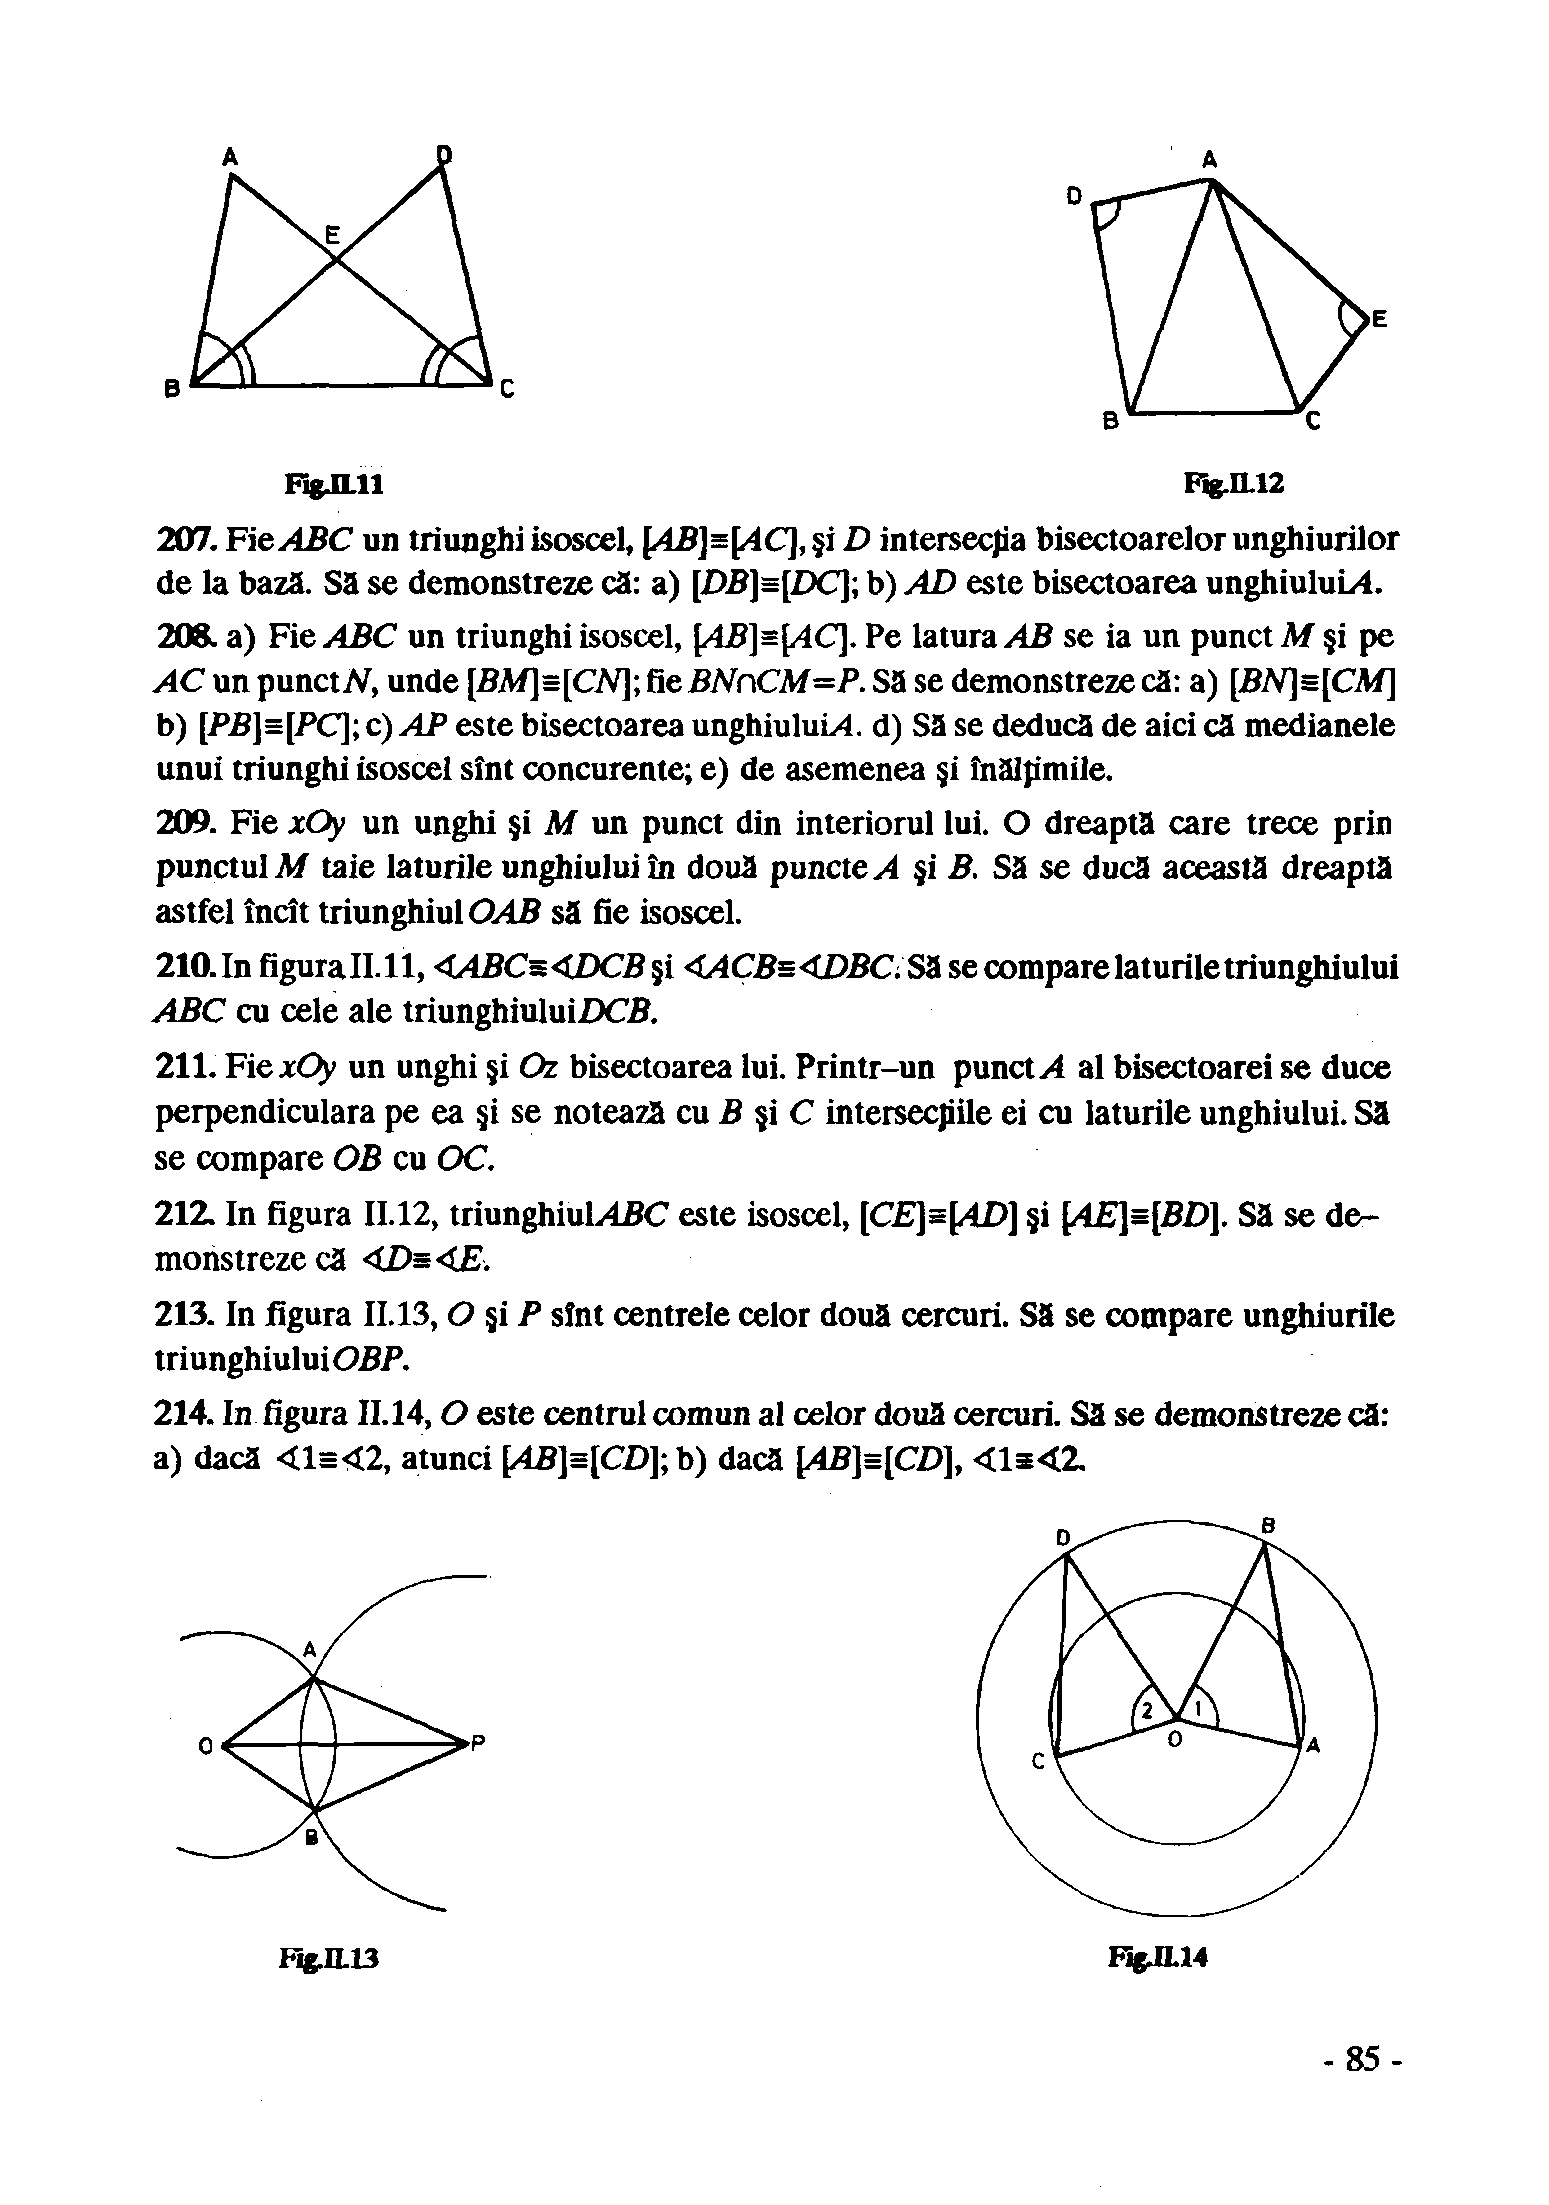 A D A
D
E
E
B C
B C
Fig.II.11 Fig.II.12
207. Fie ABC un triunghi isoscel, [AB]≡[AC], şi D intersecţia bisectoarelor unghiurilor
de la bază. Să se demonstreze că: a) [DB]≡[DC]; b) AD este bisectoarea unghiului A.
208. a) Fie ABC un triunghi isoscel, [AB]≡[AC]. Pe latura AB se ia un punct M şi pe
AC un punct N, unde [BM]≡[CN]; fie BN∩CM=P. Să se demonstreze că: a) [BN]≡[CM]
b) [PB]≡[PC]; c) AP este bisectoarea unghiului A. d) Să se deducă de aici că medianele
unui triunghi isoscel sînt concurente; e) de asemenea şi înălţimile.
209. Fie xOy un unghi şi M un punct din interiorul lui. O dreaptă care trece prin
punctul M taie laturile unghiului în două puncte A şi B. Să se ducă această dreaptă
astfel încît triunghiul OAB să fie isoscel.
210. In figura II.11, ∢ABC≡∢DCB şi ∢ACB≡∢DBC. Să se compare laturile triunghiului
ABC cu cele ale triunghiului DCB.
211. Fie xOy un unghi şi Oz bisectoarea lui. Printr-un punct A al bisectoarei se duce
perpendiculara pe ea şi se notează cu B şi C intersecţiile ei cu laturile unghiului. Să
se compare OB cu OC.
212. In figura II.12, triunghiul ABC este isoscel, [CE]≡[AD] şi [AE]≡[BD]. Să se de-
monstreze că ∢D≡∢E.
213. In figura II.13, O şi P sînt centrele celor două cercuri. Să se compare unghiurile
triunghiului OBP.
214. In figura II.14, O este centrul comun al celor două cercuri. Să se demonstreze că:
a) dacă ∢1≡∢2, atunci [AB]≡[CD]; b) dacă [AB]≡[CD], ∢1≡∢2.
D B
A
2 1
O P O A
C
B
Fig.II.13 Fig.II.14
- 85 -